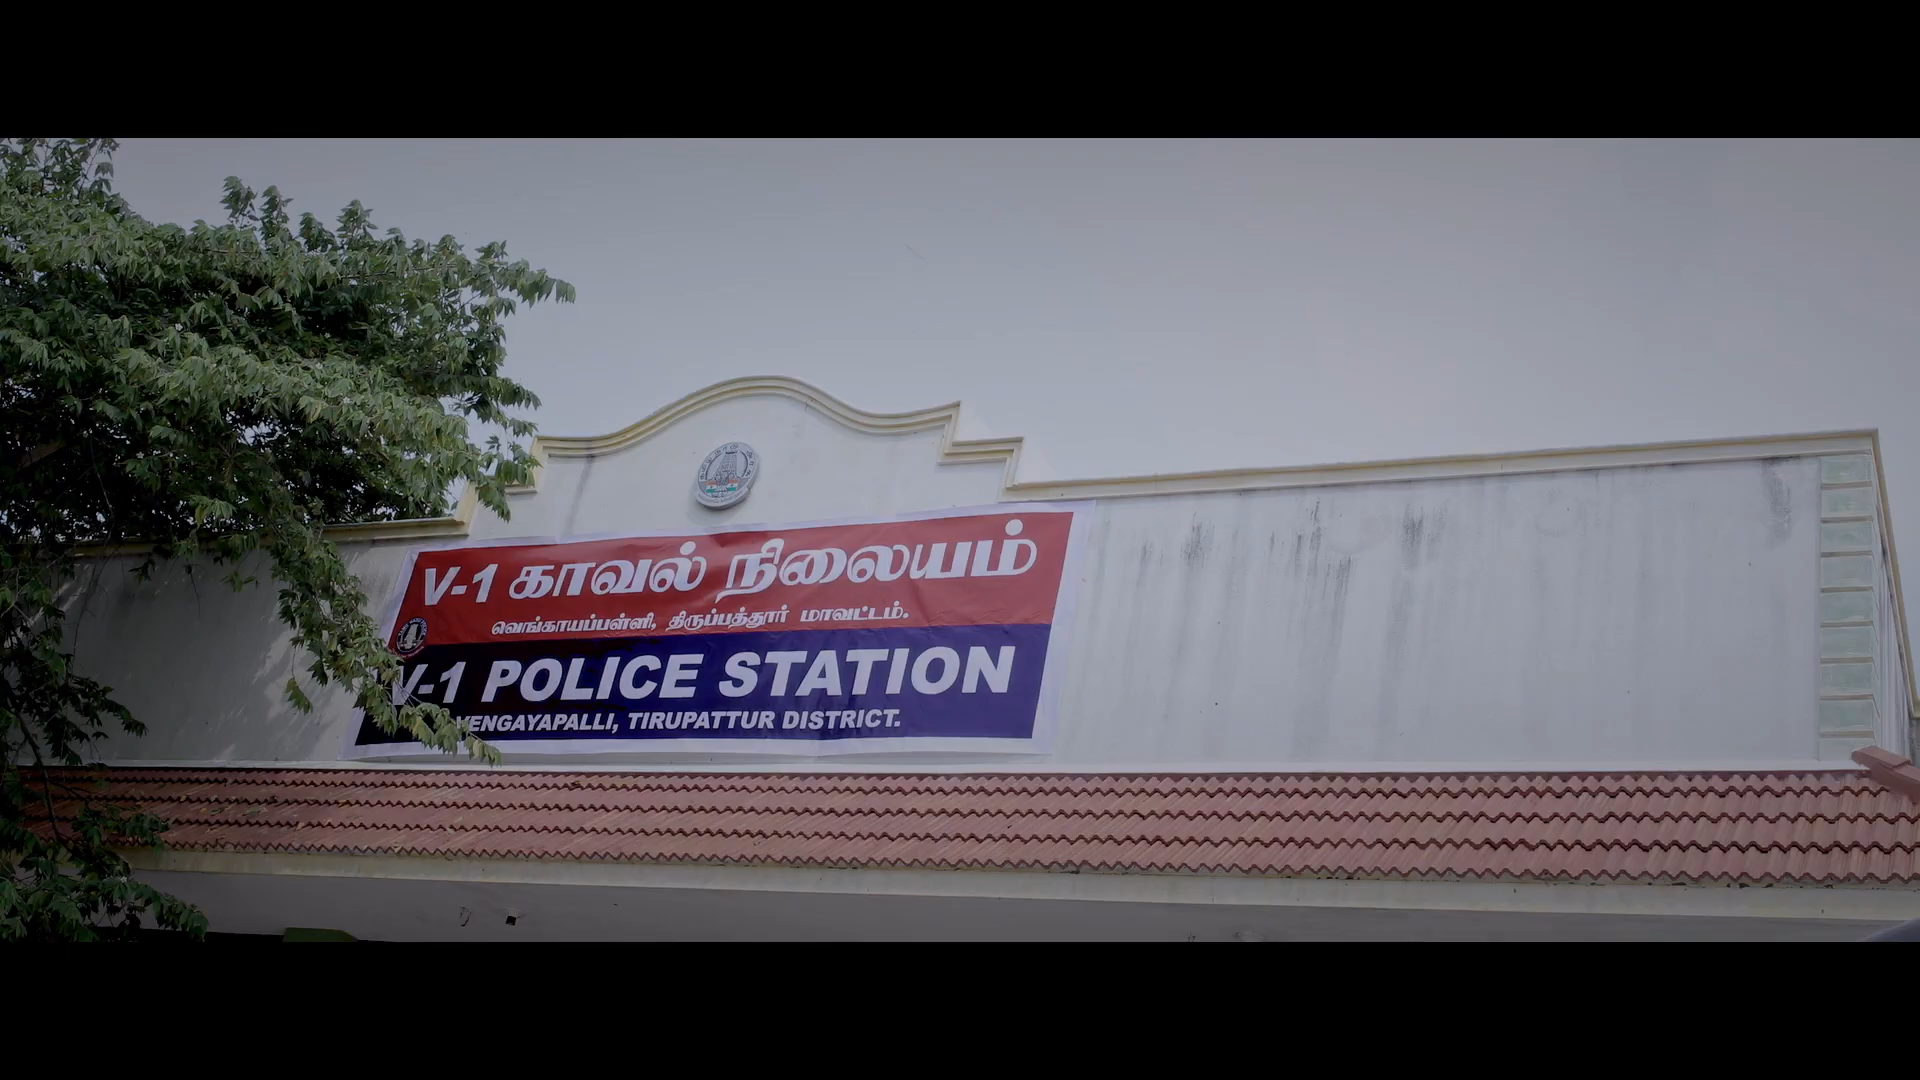 V-1 காவல் நிலையம்
வெங்காயப்பள்ளி, திருப்பத்தூர் மாவட்டம்.
V-1 POLICE STATION
VENGAYAPALLI, TIRUPATTUR DISTRICT.